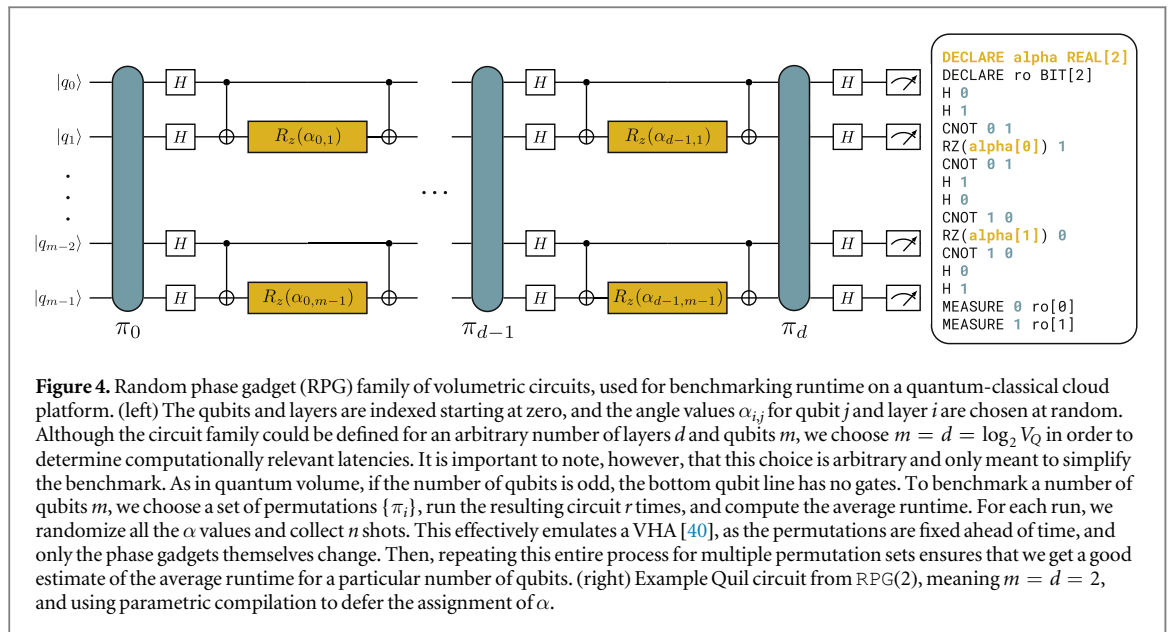 |q₀⟩ H H H
|q₁⟩ H R_z(α_{0,1}) H R_z(α_{d−1,1}) H
|q_{m−2}⟩ H H H
|q_{m−1}⟩ H R_z(α_{0,m−1}) H R_z(α_{d−1,m−1}) H
π₀ π_{d−1} π_d
DECLARE alpha REAL[2]
DECLARE ro BIT[2]
H 0
H 1
CNOT 0 1
RZ(alpha[0]) 1
CNOT 0 1
H 1
H 0
CNOT 1 0
RZ(alpha[1]) 0
CNOT 1 0
H 0
H 1
MEASURE 0 ro[0]
MEASURE 1 ro[1]
Figure 4. Random phase gadget (RPG) family of volumetric circuits, used for benchmarking runtime on a quantum-classical cloud
platform. (left) The qubits and layers are indexed starting at zero, and the angle values α_{i,j} for qubit j and layer i are chosen at random.
Although the circuit family could be defined for an arbitrary number of layers d and qubits m, we choose m = d = log₂ V_Q in order to
determine computationally relevant latencies. It is important to note, however, that this choice is arbitrary and only meant to simplify
the benchmark. As in quantum volume, if the number of qubits is odd, the bottom qubit line has no gates. To benchmark a number of
qubits m, we choose a set of permutations {π_i}, run the resulting circuit r times, and compute the average runtime. For each run, we
randomize all the α values and collect n shots. This effectively emulates a VHA [40], as the permutations are fixed ahead of time, and
only the phase gadgets themselves change. Then, repeating this entire process for multiple permutation sets ensures that we get a good
estimate of the average runtime for a particular number of qubits. (right) Example Quil circuit from RPG(2), meaning m = d = 2,
and using parametric compilation to defer the assignment of α.